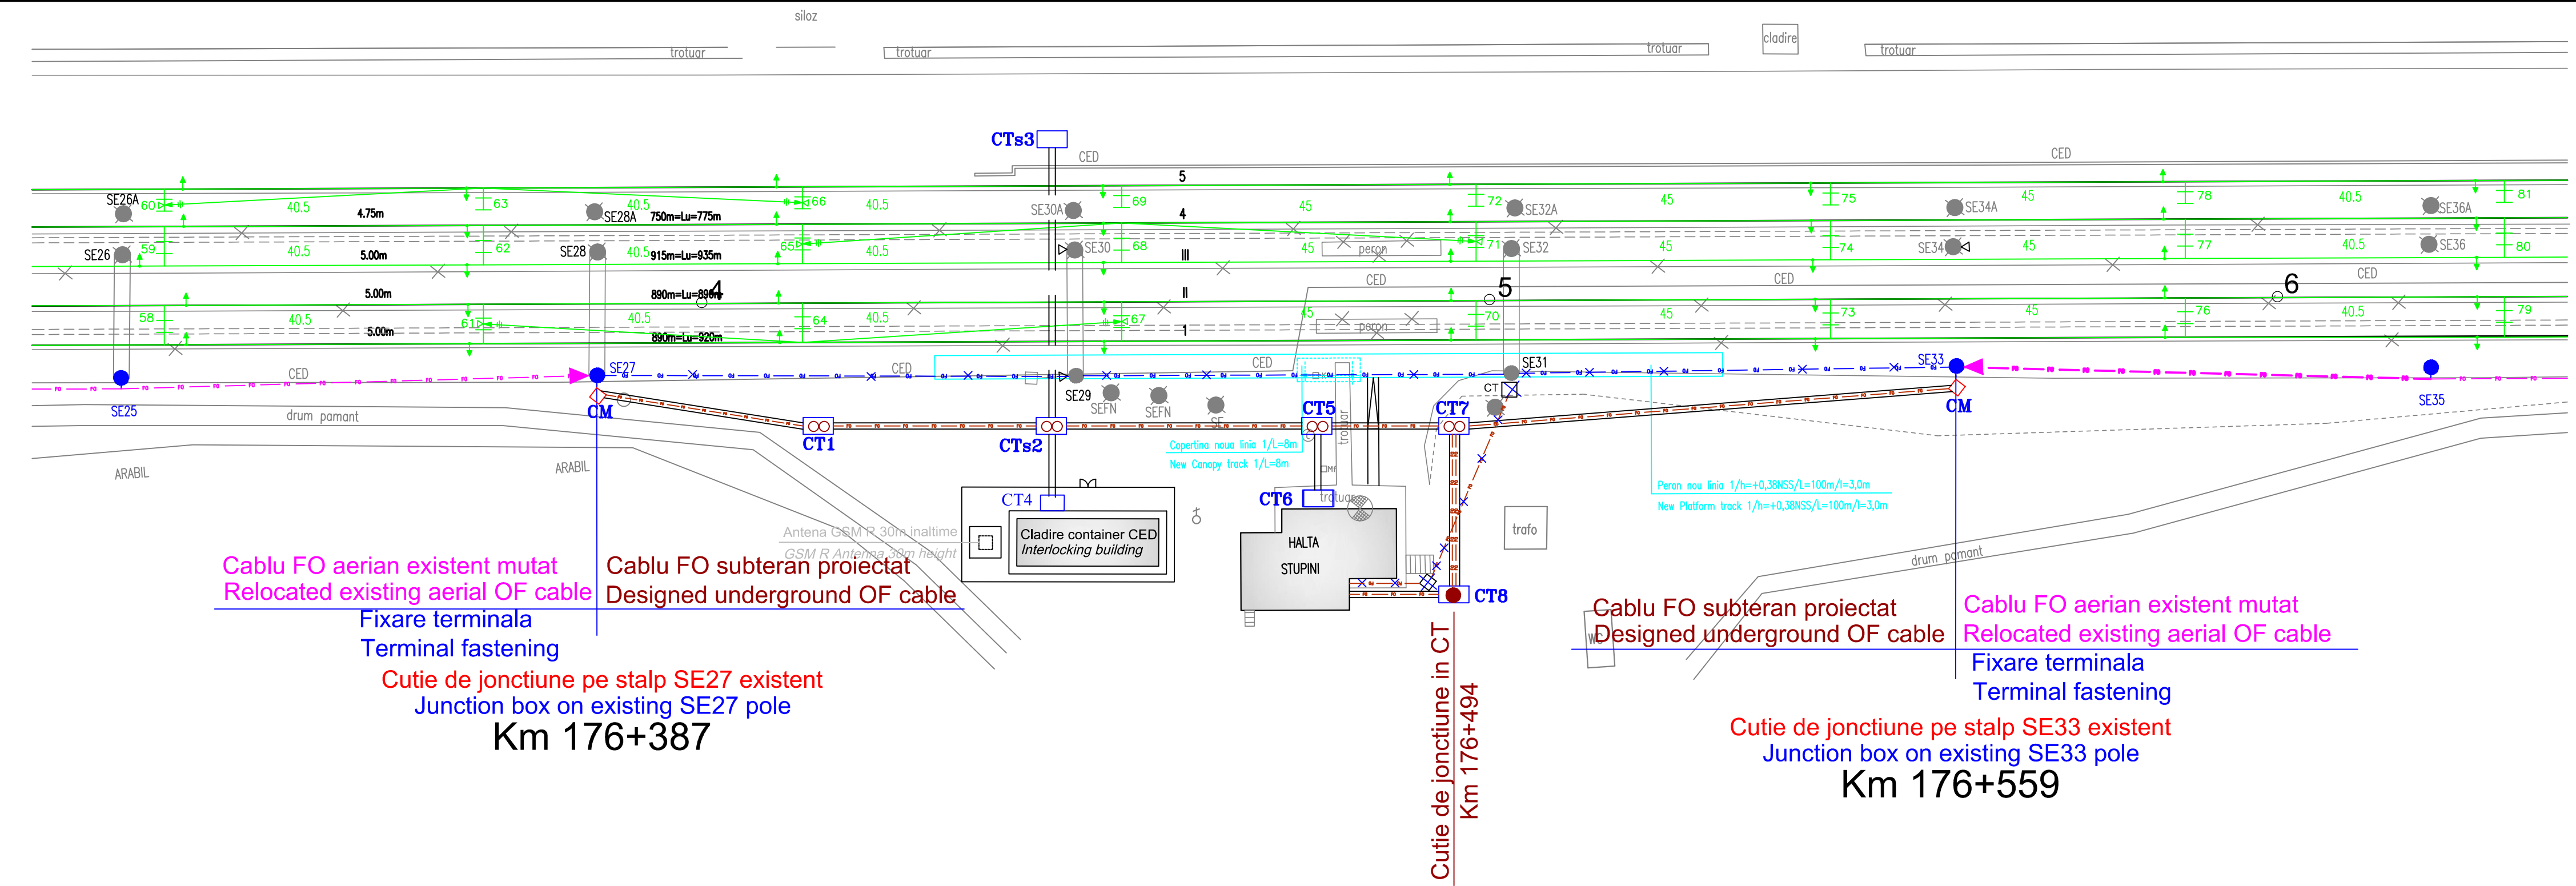 siloz
trotuar
trotuar
trotuar
cladire
trotuar
CTs3
CED
CED
5
SE26A
60
40.5
4.75m
63
SE28A
40.5
750m=Lu=775m
66
40.5
SE30A
69
4
45
72
SE32A
45
75
SE34A
45
78
40.5
SE36A
81
SE26
59
40.5
5.00m
62
SE28
40.5
915m=Lu=935m
65
40.5
SE30
68
III
45
peron
71
SE32
45
74
SE34
45
77
40.5
SE36
80
CED
CED
CED
5.00m
4
II
5
6
58
40.5
5.00m
61
40.5
890m=Lu=920m
64
40.5
67
1
45
peron
70
45
73
45
76
40.5
79
CED
SE27
CED
CED
SE31
SE33
SE25
SE29
SEFN
SEFN
SE
CT
SE35
drum pamant
CM
CT1
CTs2
CT5
trotuar
CT7
CM
ARABIL
ARABIL
Copertina noua linia 1/L=8m
New Canopy track 1/L=8m
Peron nou linia 1/h=+0,38NSS/L=100m/l=3,0m
New Platform track 1/h=+0,38NSS/L=100m/l=3,0m
CT4
CT6
trotuar
Antena GSM R 30m inaltime
GSM R Antenna 30m height
Cladire container CED
Interlocking building
HALTA
STUPINI
trafo
drum pamant
CT8
Cablu FO aerian existent mutat
Relocated existing aerial OF cable
Cablu FO subteran proiectat
Designed underground OF cable
Fixare terminala
Terminal fastening
Cutie de jonctiune pe stalp SE27 existent
Junction box on existing SE27 pole
Km 176+387
Cutie de jonctiune in CT
Km 176+494
Cablu FO subteran proiectat
Designed underground OF cable
Cablu FO aerian existent mutat
Relocated existing aerial OF cable
Fixare terminala
Terminal fastening
Cutie de jonctiune pe stalp SE33 existent
Junction box on existing SE33 pole
Km 176+559